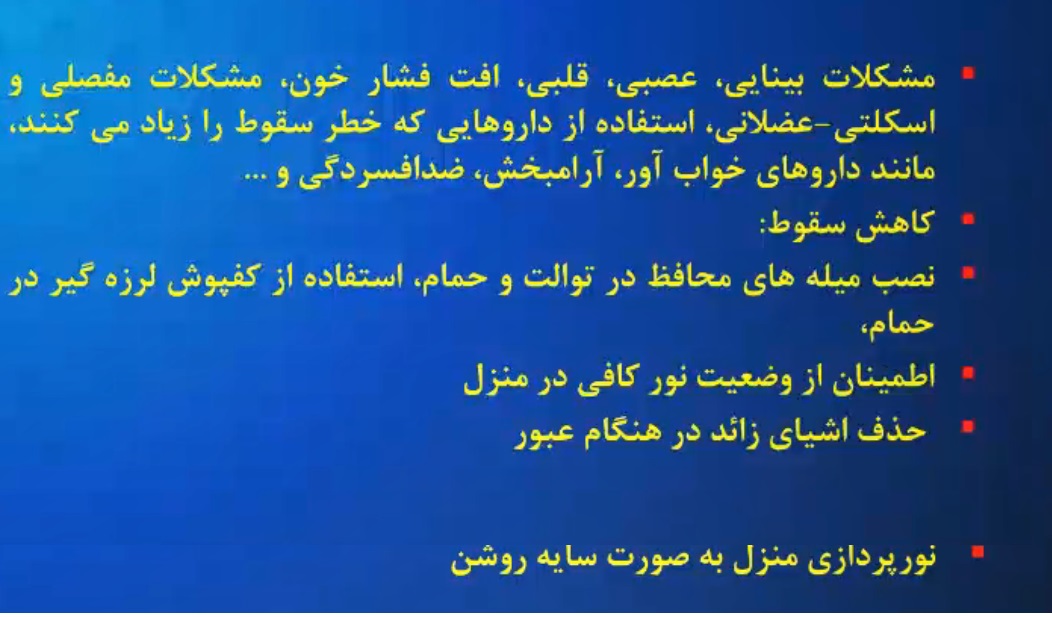 ▪ مشکلات بینایی، عصبی، قلبی، افت فشار خون، مشکلات مفصلی و
اسکلتی-عضلانی، استفاده از داروهایی که خطر سقوط را زیاد می کنند،
مانند داروهای خواب آور، آرامبخش، ضدافسردگی و ...
▪ کاهش سقوط:
▪ نصب میله های محافظ در توالت و حمام، استفاده از کفپوش لرزه گیر در
حمام،
▪ اطمینان از وضعیت نور کافی در منزل
▪ حذف اشیای زائد در هنگام عبور
▪ نورپردازی منزل به صورت سایه روشن